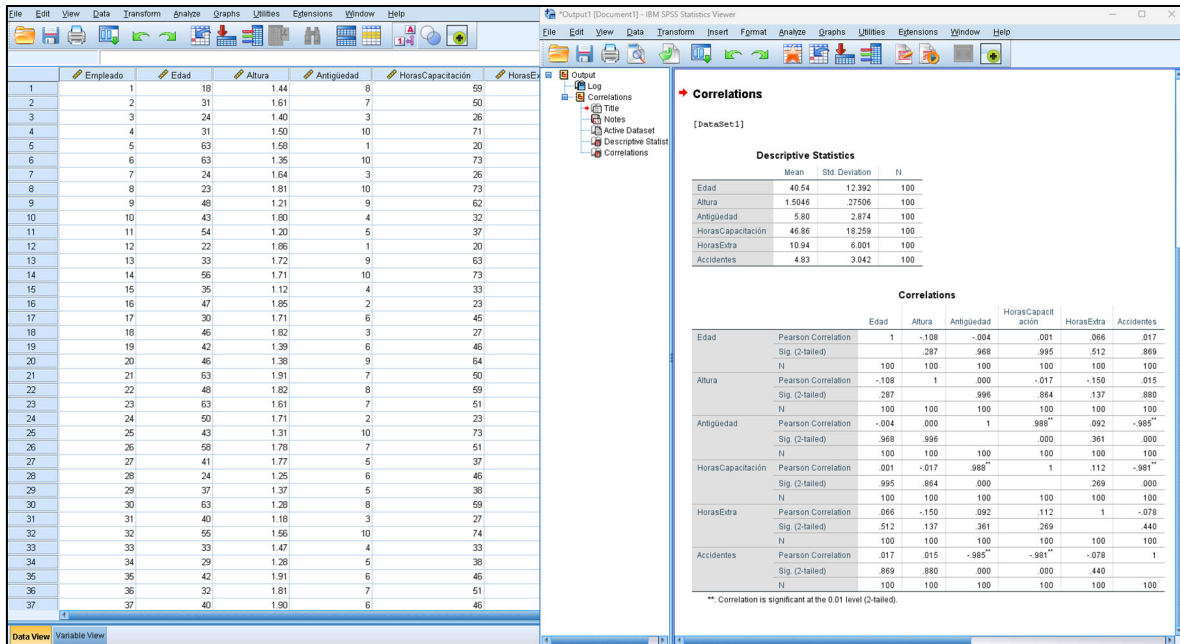 File Edit View Data Transform Analyze Graphs Utilities Extensions Window Help
Empleado Edad Altura Antigüedad HorasCapacitación HorasEx
1 1 18 1.44 8 59
2 2 31 1.61 7 50
3 3 24 1.40 3 26
4 4 31 1.50 10 71
5 5 63 1.58 1 20
6 6 63 1.35 10 73
7 7 24 1.64 3 26
8 8 23 1.81 10 73
9 9 48 1.21 9 62
10 10 43 1.80 4 32
11 11 54 1.20 5 37
12 12 22 1.86 1 20
13 13 33 1.72 9 63
14 14 56 1.71 10 73
15 15 35 1.12 4 33
16 16 47 1.85 2 23
17 17 30 1.71 6 45
18 18 46 1.82 3 27
19 19 42 1.39 6 46
20 20 46 1.38 9 64
21 21 63 1.91 7 50
22 22 48 1.82 8 59
23 23 63 1.61 7 51
24 24 50 1.71 2 23
25 25 43 1.31 10 73
26 26 58 1.78 7 51
27 27 41 1.77 5 37
28 28 24 1.25 6 46
29 29 37 1.37 5 38
30 30 63 1.28 8 59
31 31 40 1.18 3 27
32 32 55 1.56 10 74
33 33 33 1.47 4 33
34 34 29 1.28 5 38
35 35 42 1.91 6 46
36 36 32 1.81 7 51
37 37 40 1.90 6 46
Data View Variable View
*Output1 [Document1] - IBM SPSS Statistics Viewer
File Edit View Data Transform Insert Format Analyze Graphs Utilities Extensions Window Help
Output
Log
Correlations
Title
Notes
Active Dataset
Descriptive Statist
Correlations
Correlations
[DataSet1]
Descriptive Statistics
Mean Std. Deviation N
Edad 40.54 12.392 100
Altura 1.5046 .27506 100
Antigüedad 5.80 2.874 100
HorasCapacitación 46.86 18.259 100
HorasExtra 10.94 6.001 100
Accidentes 4.83 3.042 100
Correlations
Edad Altura Antigüedad HorasCapacit
ación HorasExtra Accidentes
Edad Pearson Correlation 1 -.108 -.004 .001 .066 .017
Sig. (2-tailed) .287 .968 .995 .512 .869
N 100 100 100 100 100 100
Altura Pearson Correlation -.108 1 .000 -.017 -.150 .015
Sig. (2-tailed) .287 .996 .864 .137 .880
N 100 100 100 100 100 100
Antigüedad Pearson Correlation -.004 .000 1 .988** .092 -.985**
Sig. (2-tailed) .968 .996 .000 .361 .000
N 100 100 100 100 100 100
HorasCapacitación Pearson Correlation .001 -.017 .988** 1 .112 -.981**
Sig. (2-tailed) .995 .864 .000 .269 .000
N 100 100 100 100 100 100
HorasExtra Pearson Correlation .066 -.150 .092 .112 1 -.078
Sig. (2-tailed) .512 .137 .361 .269 .440
N 100 100 100 100 100 100
Accidentes Pearson Correlation .017 .015 -.985** -.981** -.078 1
Sig. (2-tailed) .869 .880 .000 .000 .440
N 100 100 100 100 100 100
**. Correlation is significant at the 0.01 level (2-tailed).